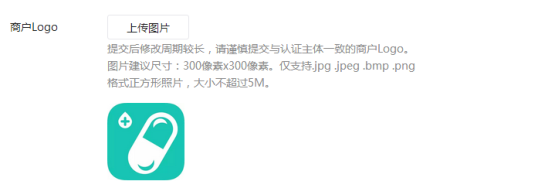 商户Logo
上传图片
提交后修改周期较长，请谨慎提交与认证主体一致的商户Logo。
图片建议尺寸：300像素x300像素。仅支持.jpg .jpeg .bmp .png
格式正方形照片，大小不超过5M。